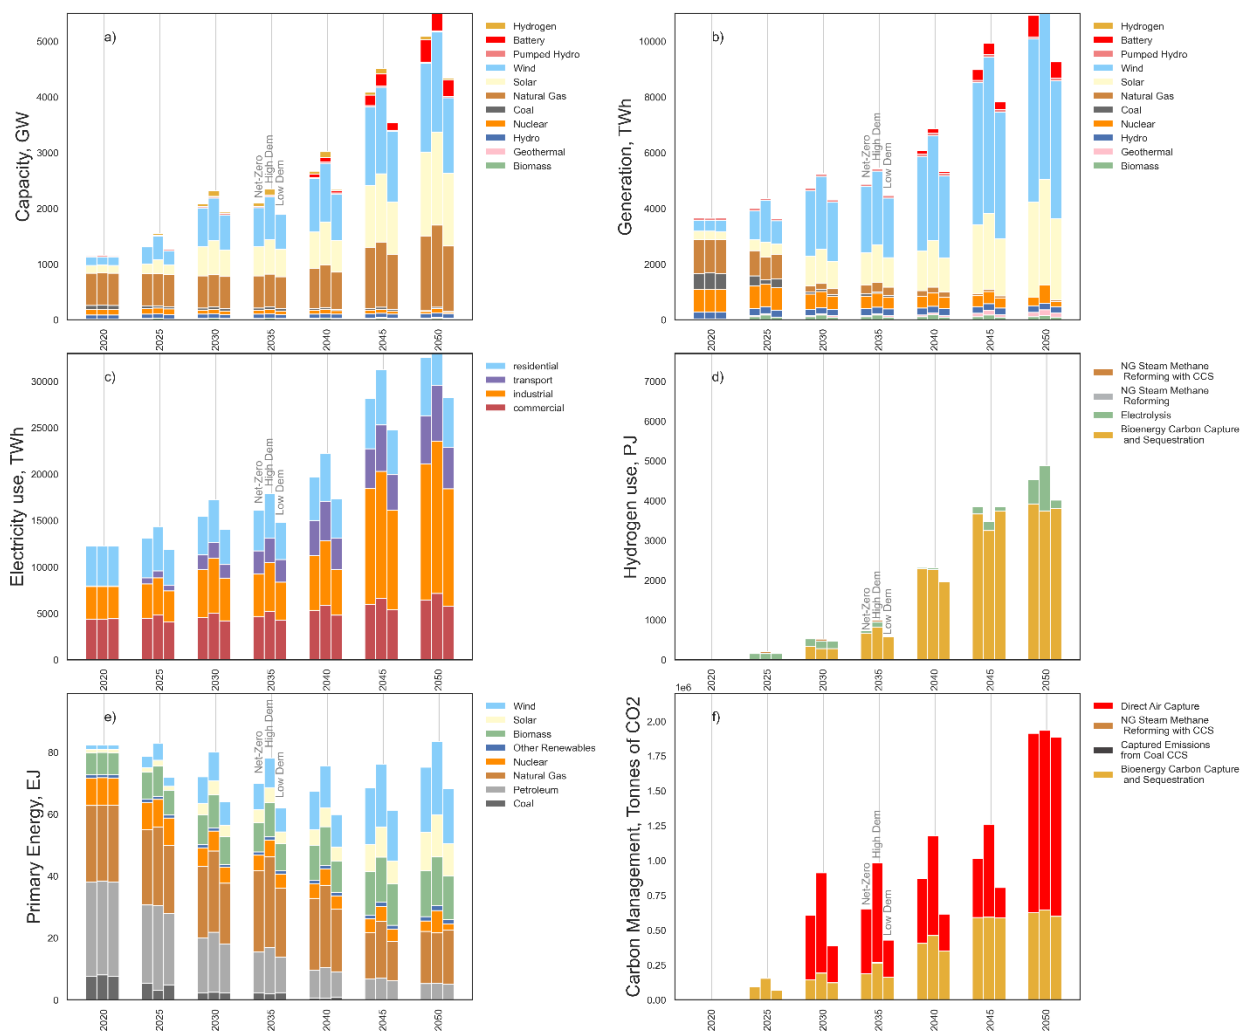 a)
Capacity, GW
5000
4000
3000
2000
1000
0
Net-Zero
High Dem
Low Dem
2020
2025
2030
2035
2040
2045
2050
Hydrogen
Battery
Pumped Hydro
Wind
Solar
Natural Gas
Coal
Nuclear
Hydro
Geothermal
Biomass
b)
Generation, TWh
10000
8000
6000
4000
2000
0
Net-Zero
High Dem
Low Dem
2020
2025
2030
2035
2040
2045
2050
Hydrogen
Battery
Pumped Hydro
Wind
Solar
Natural Gas
Coal
Nuclear
Hydro
Geothermal
Biomass
c)
Electricity use, TWh
30000
25000
20000
15000
10000
5000
0
Net-Zero
High Dem
Low Dem
2020
2025
2030
2035
2040
2045
2050
residential
transport
industrial
commercial
d)
Hydrogen use, PJ
7000
6000
5000
4000
3000
2000
1000
0
Net-Zero
High Dem
Low Dem
2020
2025
2030
2035
2040
2045
2050
NG Steam Methane
Reforming with CCS
NG Steam Methane
Reforming
Electrolysis
Bioenergy Carbon Capture
and Sequestration
e)
Primary Energy, EJ
80
60
40
20
0
Net-Zero
High Dem
Low Dem
2020
2025
2030
2035
2040
2045
2050
Wind
Solar
Biomass
Other Renewables
Nuclear
Natural Gas
Petroleum
Coal
f)
Carbon Management, Tonnes of CO2
1e6
2.00
1.75
1.50
1.25
1.00
0.75
0.50
0.25
0.00
Net-Zero
High Dem
Low Dem
2020
2025
2030
2035
2040
2045
2050
Direct Air Capture
NG Steam Methane
Reforming with CCS
Captured Emissions
from Coal CCS
Bioenergy Carbon Capture
and Sequestration